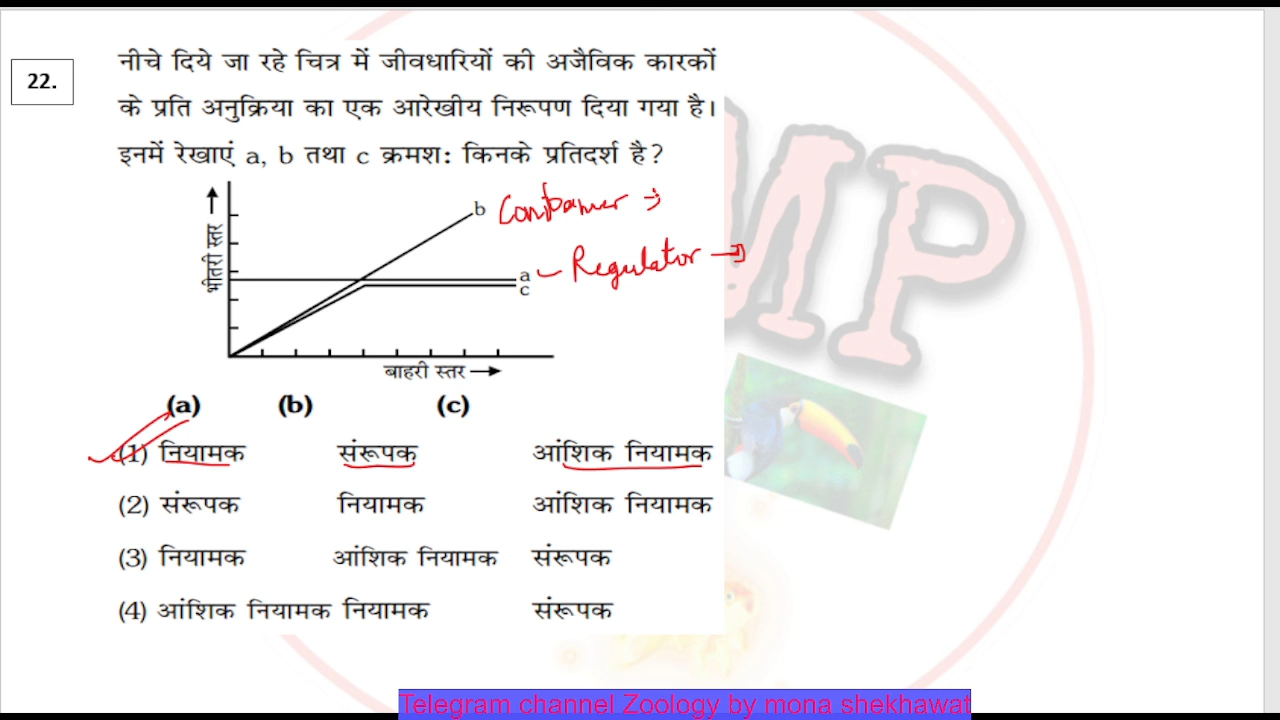 22.
नीचे दिये जा रहे चित्र में जीवधारियों की अजैविक कारकों
के प्रति अनुक्रिया का एक आरेखीय निरूपण दिया गया है।
इनमें रेखाएं a, b तथा c क्रमश: किनके प्रतिदर्श है?
b
a
Regulator
c
भीतरी स्तर
बाहरी स्तर
(a) (b) (c)
(1) नियामक संरूपक आंशिक नियामक
(2) संरूपक नियामक आंशिक नियामक
(3) नियामक आंशिक नियामक संरूपक
(4) आंशिक नियामक नियामक संरूपक
MP
Telegram channel Zoology by mona shekhawat